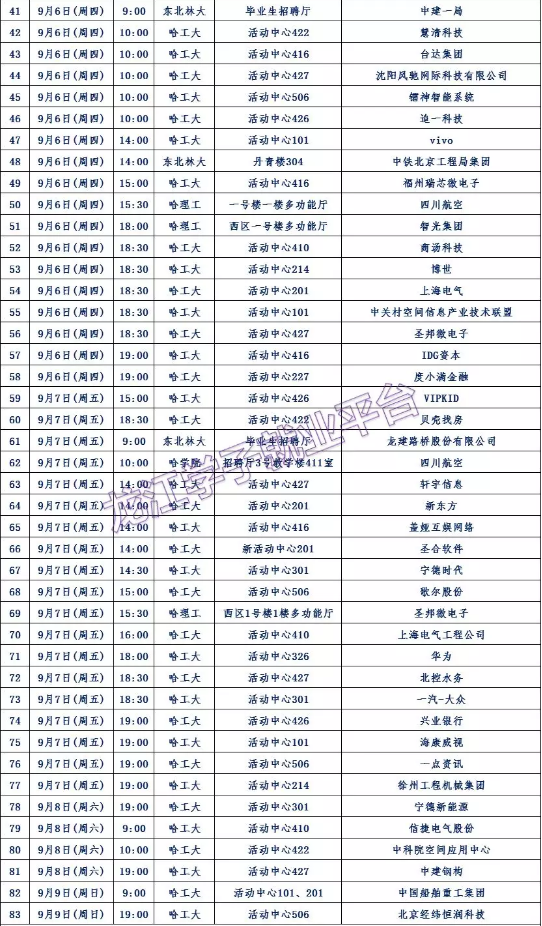 41 9月6日(周四) 9:00 东北林大 毕业生招聘厅 中建一局
42 9月6日(周四) 10:00 哈工大 活动中心422 慧清科技
43 9月6日(周四) 10:00 哈工大 活动中心416 台达集团
44 9月6日(周四) 10:00 哈工大 活动中心427 沈阳风驰网际科技有限公司
45 9月6日(周四) 10:00 哈工大 活动中心506 镭神智能系统
46 9月6日(周四) 10:00 哈工大 活动中心426 追一科技
47 9月6日(周四) 14:00 哈工大 活动中心101 vivo
48 9月6日(周四) 14:00 东北林大 丹青楼304 中铁北京工程局集团
49 9月6日(周四) 15:00 哈工大 活动中心416 福州瑞芯微电子
50 9月6日(周四) 15:30 哈理工 一号楼一楼多功能厅 四川航空
51 9月6日(周四) 18:00 哈理工 西区一号楼多功能厅 智光集团
52 9月6日(周四) 18:30 哈工大 活动中心410 商汤科技
53 9月6日(周四) 18:30 哈工大 活动中心214 博世
54 9月6日(周四) 18:30 哈工大 活动中心201 上海电气
55 9月6日(周四) 18:30 哈工大 活动中心101 中关村空间信息产业技术联盟
56 9月6日(周四) 18:30 哈工大 活动中心427 圣邦微电子
57 9月6日(周四) 19:00 哈工大 活动中心416 IDG资本
58 9月6日(周四) 19:00 哈工大 活动中心227 度小满金融
59 9月7日(周五) 15:00 哈工大 活动中心426 VIPKID
60 9月7日(周五) 18:30 哈工大 活动中心422 贝壳找房
61 9月7日(周五) 9:00 东北林大 毕业生招聘厅 龙建路桥股份有限公司
62 9月7日(周五) 10:00 哈学院 招聘厅3号教学楼411室 四川航空
63 9月7日(周五) 14:00 哈工大 活动中心427 轩宇信息
64 9月7日(周五) 14:00 哈工大 活动中心201 新东方
65 9月7日(周五) 14:00 哈工大 活动中心416 盖娅互娱网络
66 9月7日(周五) 14:00 哈工大 新活动中心201 圣合软件
67 9月7日(周五) 14:30 哈工大 活动中心301 宁德时代
68 9月7日(周五) 15:00 哈工大 活动中心506 歌尔股份
69 9月7日(周五) 15:30 哈理工 西区1号楼1楼多功能厅 圣邦微电子
70 9月7日(周五) 16:00 哈工大 活动中心410 上海电气工程公司
71 9月7日(周五) 18:00 哈工大 活动中心326 华为
72 9月7日(周五) 18:30 哈工大 活动中心427 北控水务
73 9月7日(周五) 18:30 哈工大 活动中心301 一汽-大众
74 9月7日(周五) 19:00 哈工大 活动中心426 兴业银行
75 9月7日(周五) 19:00 哈工大 活动中心101 海康威视
76 9月7日(周五) 19:00 哈工大 活动中心506 一点资讯
77 9月7日(周五) 19:00 哈工大 活动中心214 徐州工程机械集团
78 9月8日(周六) 19:00 哈工大 活动中心301 宁德新能源
79 9月8日(周六) 9:00 哈工大 活动中心410 信捷电气股份
80 9月8日(周六) 10:00 哈工大 活动中心422 中科院空间应用中心
81 9月8日(周六) 19:00 哈工大 活动中心427 中建钢构
82 9月9日(周日) 9:00 哈工大 活动中心101、201 中国船舶重工集团
83 9月9日(周日) 19:00 哈工大 活动中心506 北京经纬恒润科技
龙江学子就业平台